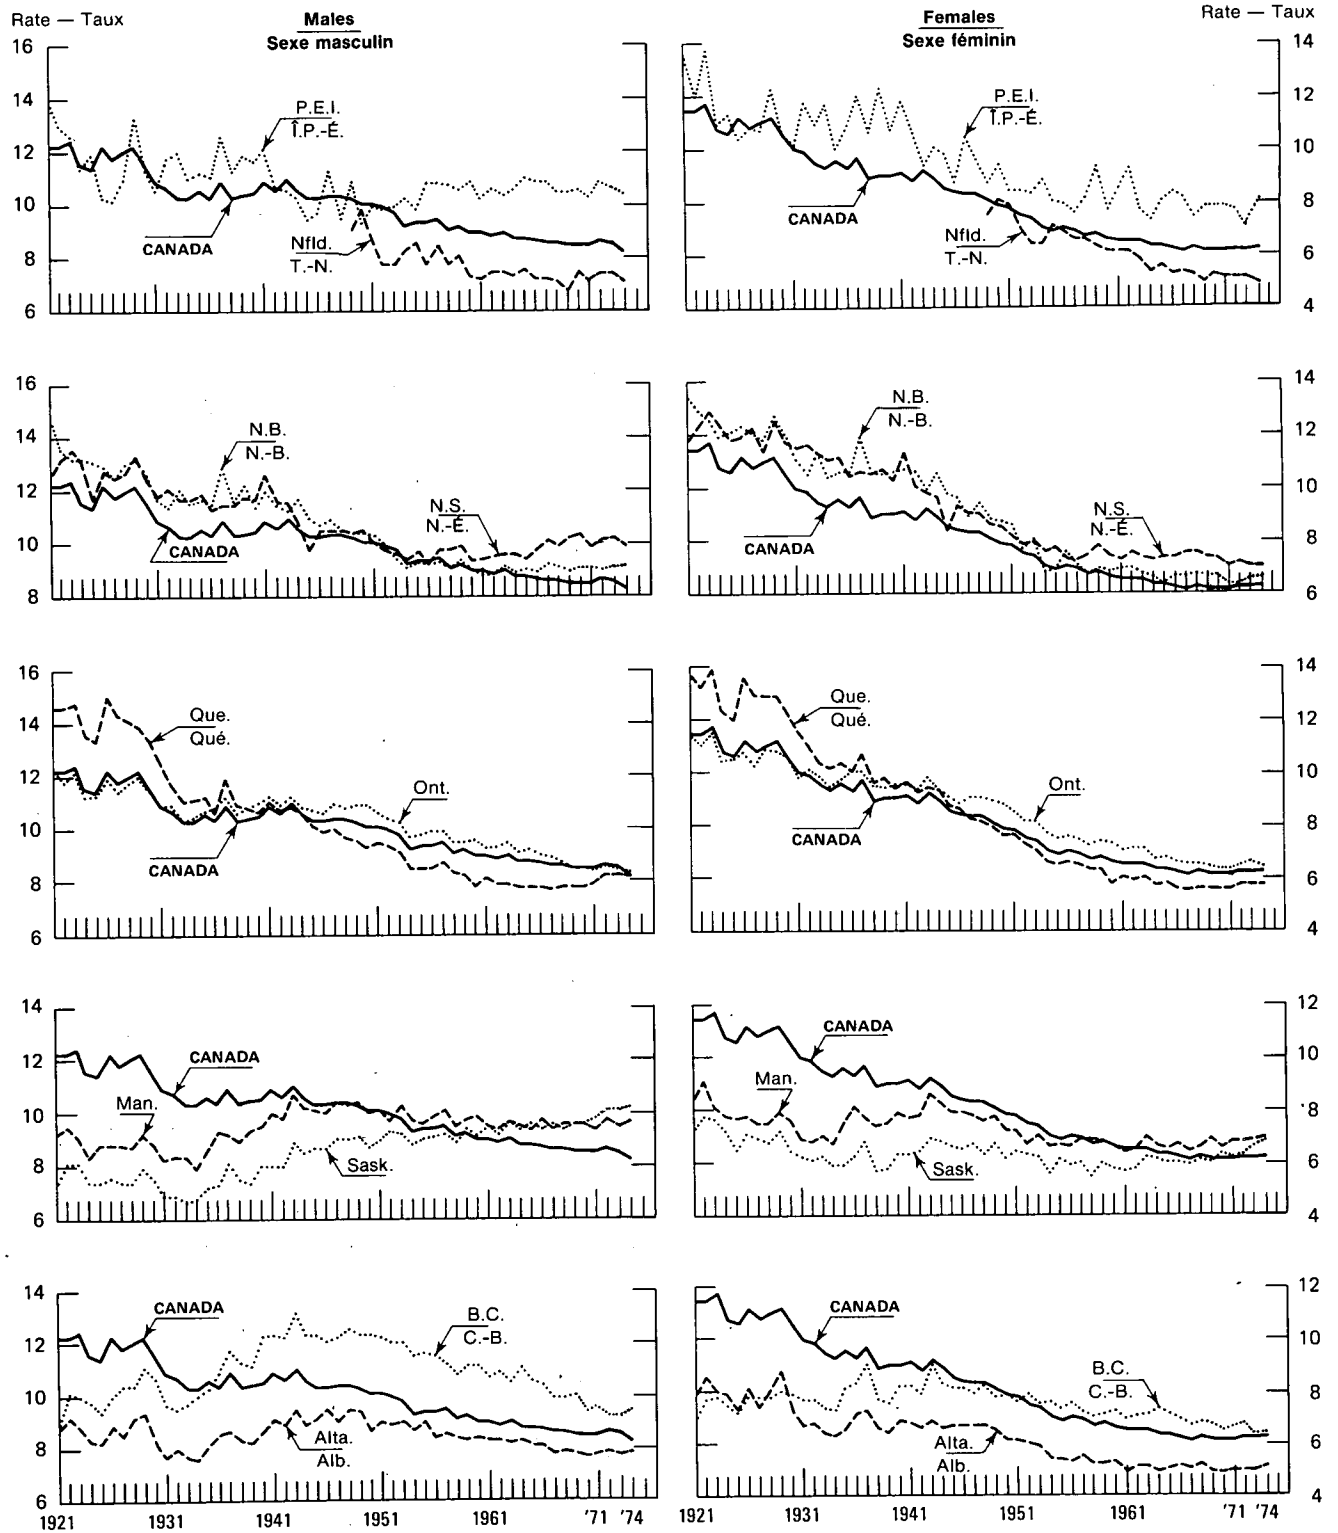 Rate — Taux
Males
Sexe masculin
Females
Sexe féminin
Rate — Taux
16
14
12
10
8
6
P.E.I.
Î.P.-É.
CANADA
Nfld.
T.-N.
P.E.I.
Î.P.-É.
CANADA
Nfld.
T.-N.
14
12
10
8
6
4
16
14
12
10
8
N.B.
N.-B.
N.S.
N.-É.
CANADA
N.B.
N.-B.
N.S.
N.-É.
CANADA
14
12
10
8
6
16
14
12
10
8
6
Que.
Qué.
Ont.
CANADA
Que.
Qué.
Ont.
CANADA
14
12
10
8
6
4
14
12
10
8
6
CANADA
Man.
Sask.
CANADA
Man.
Sask.
12
10
8
6
4
14
12
10
8
6
CANADA
B.C.
C.-B.
Alta.
Alb.
CANADA
B.C.
C.-B.
Alta.
Alb.
12
10
8
6
4
1921 1931 1941 1951 1961 '71 '74
1921 1931 1941 1951 1961 '71 '74